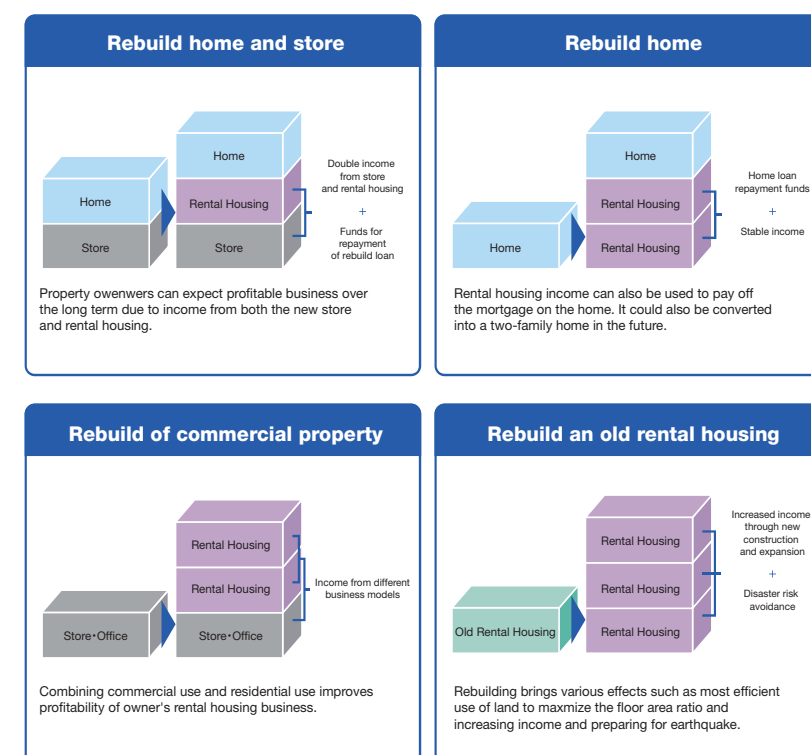 Rebuild home and store
Home
Store
Home
Rental Housing
Store
Double income
from store
and rental housing
+
Funds for
repayment
of rebuild loan
Property owenwers can expect profitable business over
the long term due to income from both the new store
and rental housing.
Rebuild home
Home
Home
Rental Housing
Rental Housing
Home loan
repayment funds
+
Stable income
Rental housing income can also be used to pay off
the mortgage on the home. It could also be converted
into a two-family home in the future.
Rebuild of commercial property
Store・Office
Rental Housing
Rental Housing
Store・Office
Income from different
business models
Combining commercial use and residential use improves
profitability of owner's rental housing business.
Rebuild an old rental housing
Old Rental Housing
Rental Housing
Rental Housing
Rental Housing
Increased income
through new
construction
and expansion
+
Disaster risk
avoidance
Rebuilding brings various effects such as most efficient
use of land to maxmize the floor area ratio and
increasing income and preparing for earthquake.